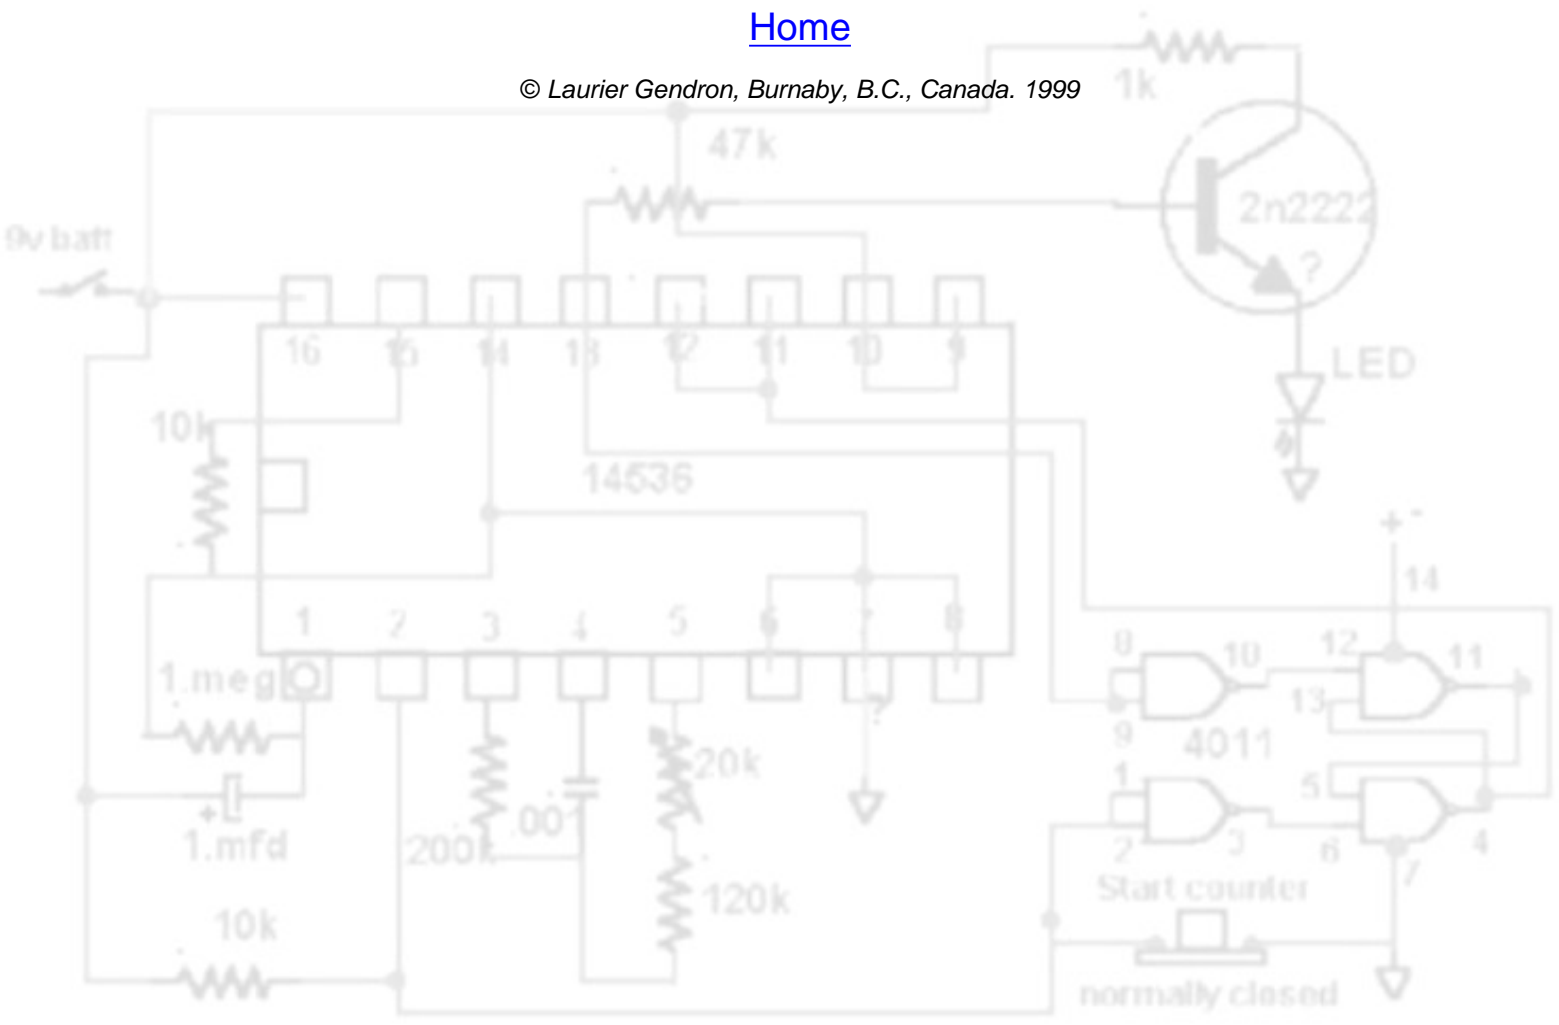 Home
© Laurier Gendron, Burnaby, B.C., Canada. 1999
1k
47k
2n2222
9v batt
?
16 15 14 13 12 11 10 9
LED
10k
14536
+ -
14
1 2 3 4 5 6 7 8
8 10 12 11
1.meg
?
9 13
4011
20k
1 5
+
.001
1.mfd
200k
2 3 6 4
7
120k
Start counter
10k
normally closed